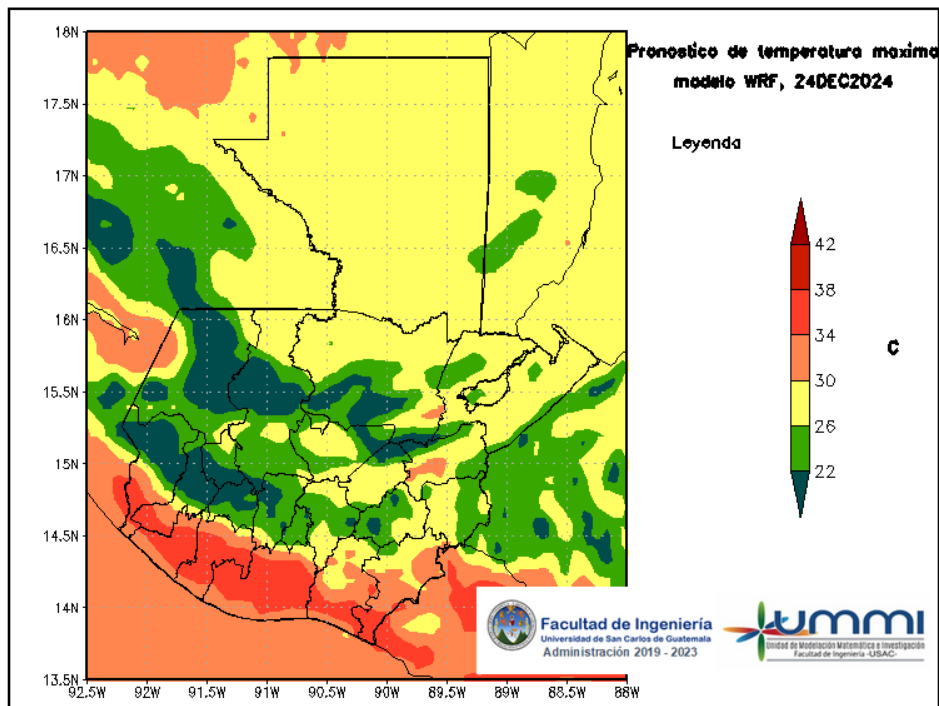 Pronostico de temperatura maxima
modelo WRF, 24DEC2024
Leyenda
42
38
34
30
26
22
C
18N
17.5N
17N
16.5N
16N
15.5N
15N
14.5N
14N
13.5N
92.5W 92W 91.5W 91W 90.5W 90W 89.5W 89W 88.5W 88W
Facultad de Ingeniería
Universidad de San Carlos de Guatemala
Administración 2019 - 2023
ummi
Unidad de Modelación Matemática e Investigación
Facultad de Ingeniería -USAC-